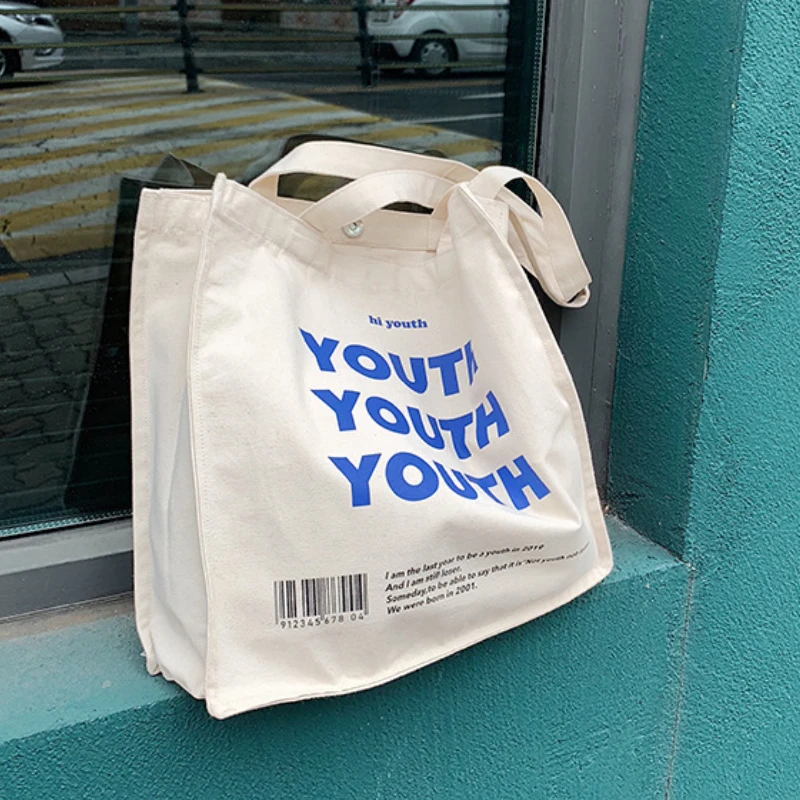 hi youth
YOUTH
YOUTH
YOUTH
I am the last year to be a youth in 2019
And I am still loser.
Someday,to be able to say that it is "Not youth
We were born in 2001.
912345678 04